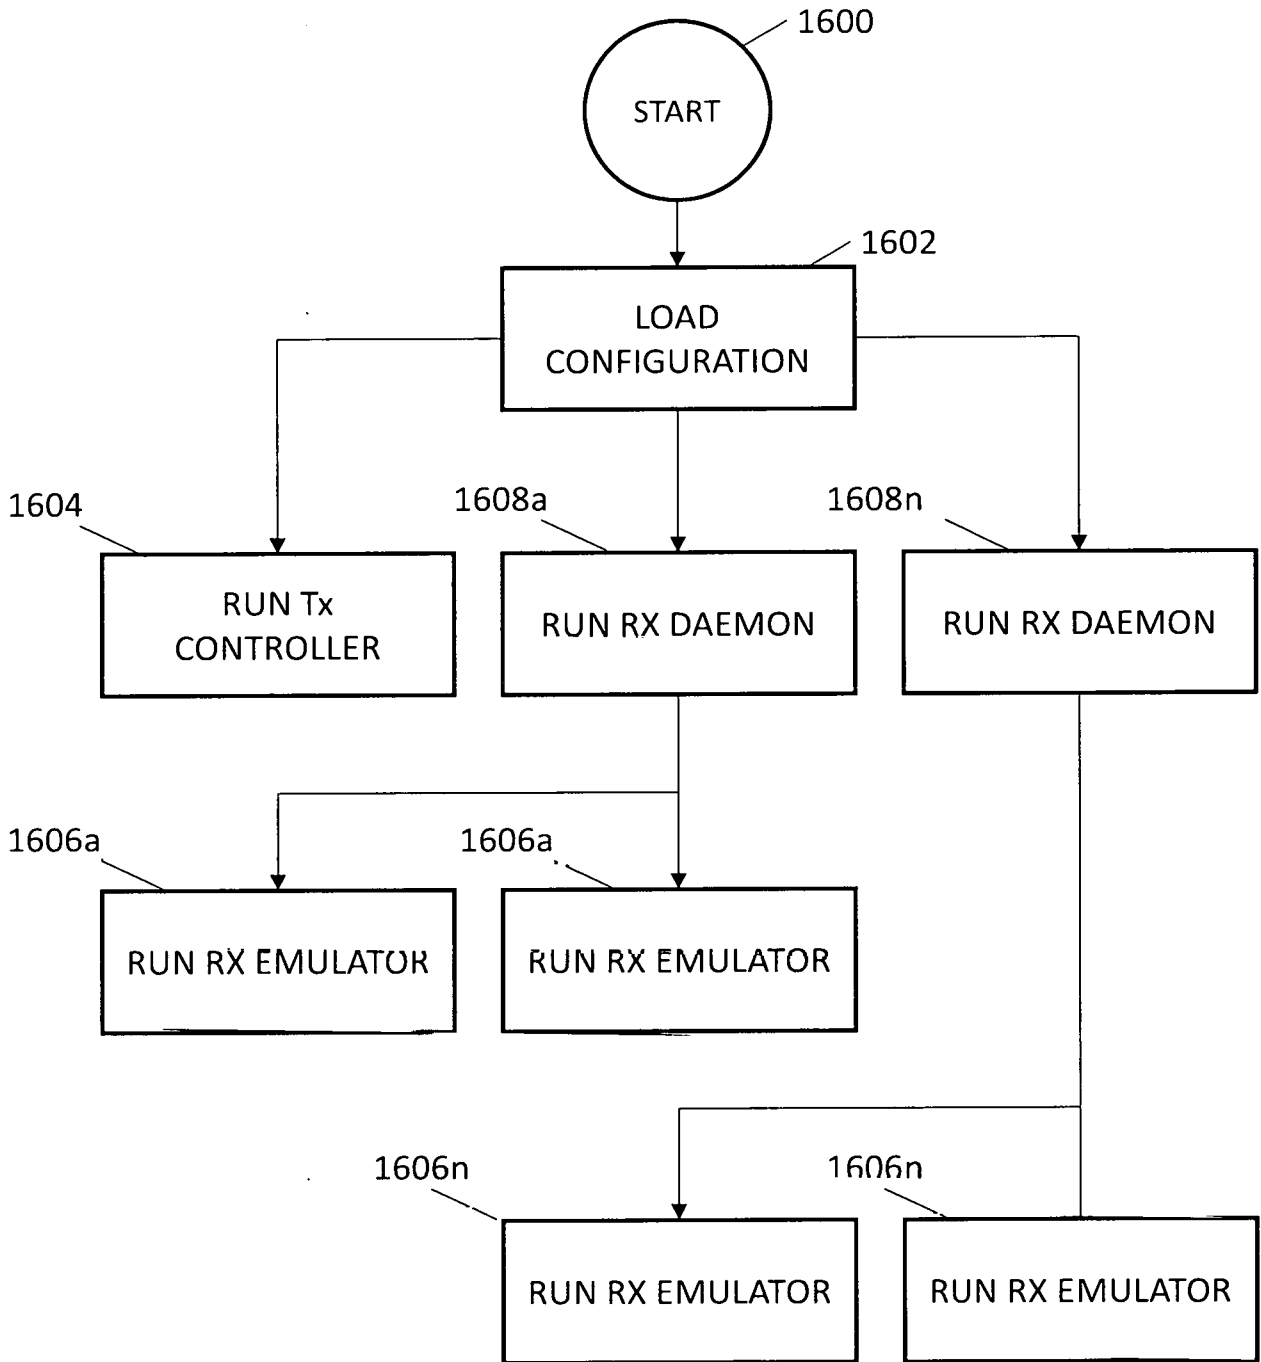 1600
START
1602
LOAD
CONFIGURATION
1604
1608a
1608n
RUN Tx
CONTROLLER
RUN RX DAEMON
RUN RX DAEMON
1606a
1606a
RUN RX EMULATOR
RUN RX EMULATOR
1606n
1606n
RUN RX EMULATOR
RUN RX EMULATOR